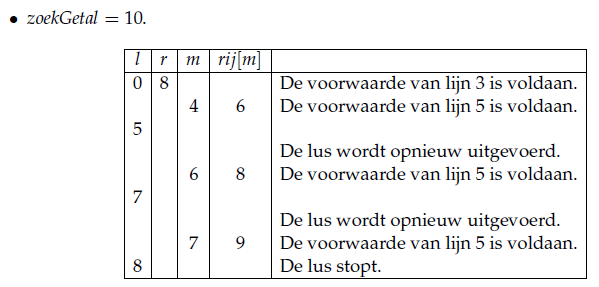 • zoekGetal = 10.
l r m rij[m]
0 8 De voorwaarde van lijn 3 is voldaan.
4 6 De voorwaarde van lijn 5 is voldaan.
5
De lus wordt opnieuw uitgevoerd.
6 8 De voorwaarde van lijn 5 is voldaan.
7
De lus wordt opnieuw uitgevoerd.
7 9 De voorwaarde van lijn 5 is voldaan.
8 De lus stopt.